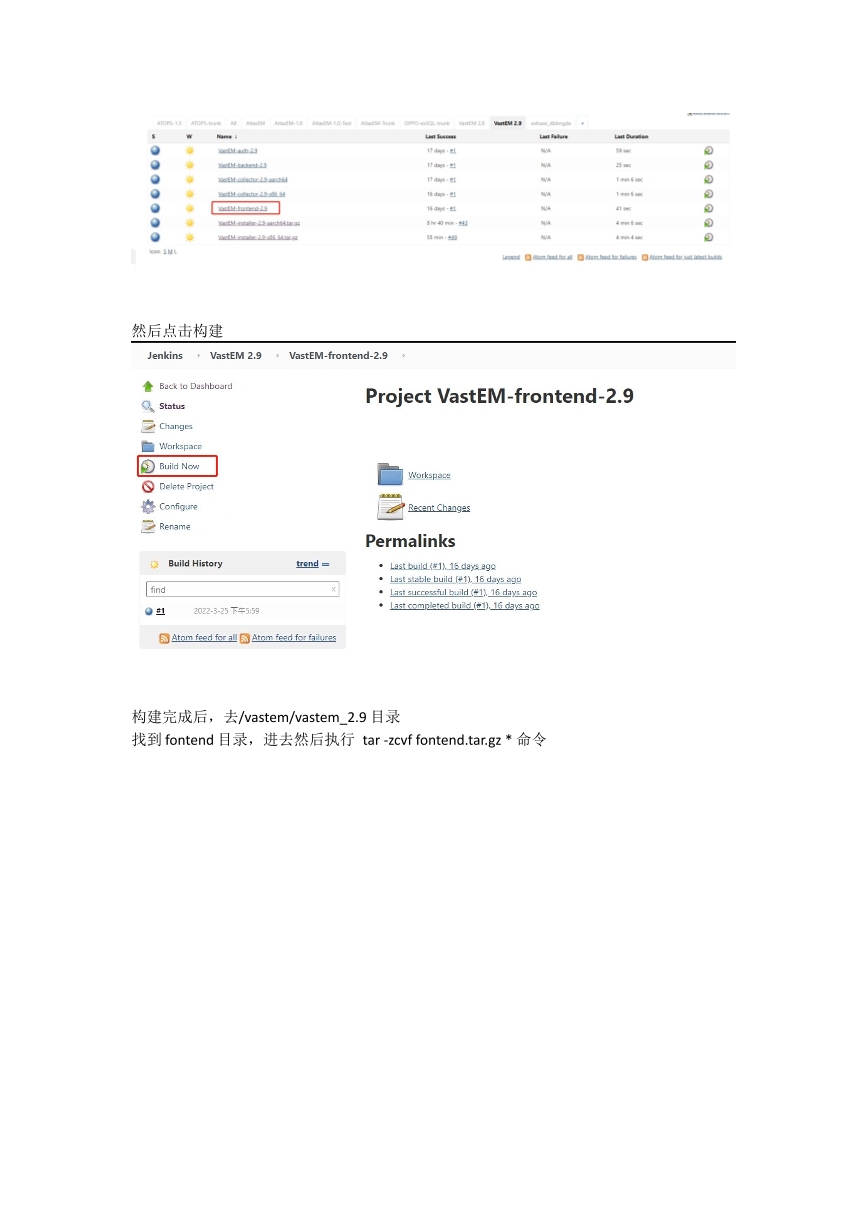 ATOPS-1.5 ATOPS-trunk All AtlasEM AtlasEM-1.0 AtlasEM-1.0-Test AtlasEM-Trunk OPPO-exSQL-trunk VastEM 2.8 VastEM 2.9 +
S W Name ↓ Last Success Last Failure Last Duration
VastEM-auth-2.9 17 days - #1 N/A 59 sec
VastEM-backend-2.9 17 days - #1 N/A 25 sec
VastEM-collector-2.9-aarch64 17 days - #1 N/A 1 min 6 sec
VastEM-collector-2.9-x86_64 16 days - #1 N/A 1 min 6 sec
VastEM-frontend-2.9 16 days - #1 N/A 41 sec
VastEM-installer-2.9-aarch64.tar.gz 8 hr 40 min - #43 N/A 4 min 6 sec
VastEM-installer-2.9-x86_64.tar.gz 55 min - #49 N/A 4 min 4 sec
Icon: S M L
Legend Atom feed for all Atom feed for failures Atom feed for just latest builds
然后点击构建
Jenkins › VastEM 2.9 › VastEM-frontend-2.9 ›
Back to Dashboard
Status
Changes
Workspace
Build Now
Delete Project
Configure
Rename
Build History trend
find x
#1 2022-3-25 下午5:59
Atom feed for all Atom feed for failures
Project VastEM-frontend-2.9
Workspace
Recent Changes
Permalinks
• Last build (#1), 16 days ago
• Last stable build (#1), 16 days ago
• Last successful build (#1), 16 days ago
• Last completed build (#1), 16 days ago
构建完成后，去/vastem/vastem_2.9 目录
找到 fontend 目录，进去然后执行 tar -zcvf fontend.tar.gz * 命令